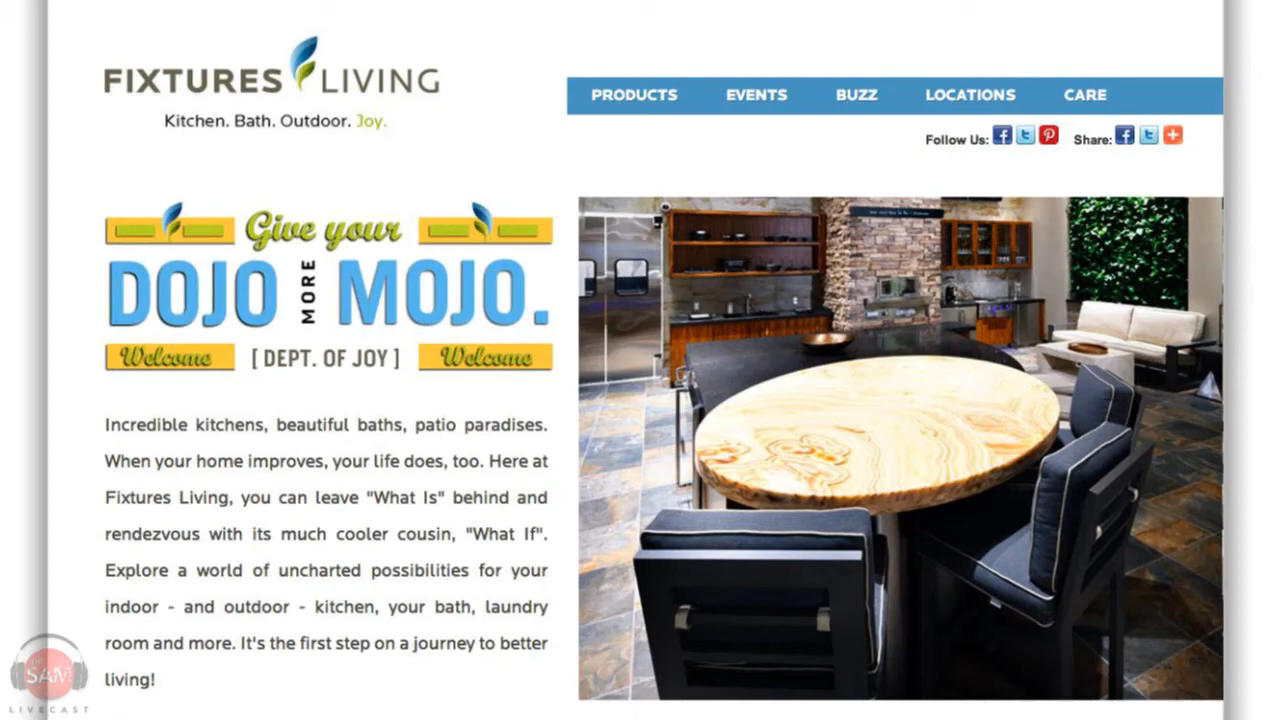 FIXTURES LIVING
Kitchen. Bath. Outdoor. Joy.
PRODUCTS EVENTS BUZZ LOCATIONS CARE
Follow Us: Share:
Give your
DOJO MORE MOJO.
Welcome [ DEPT. OF JOY ] Welcome
Incredible kitchens, beautiful baths, patio paradises.
When your home improves, your life does, too. Here at
Fixtures Living, you can leave "What Is" behind and
rendezvous with its much cooler cousin, "What If".
Explore a world of uncharted possibilities for your
indoor - and outdoor - kitchen, your bath, laundry
room and more. It's the first step on a journey to better
living!
THE
SAM
LIVECAST